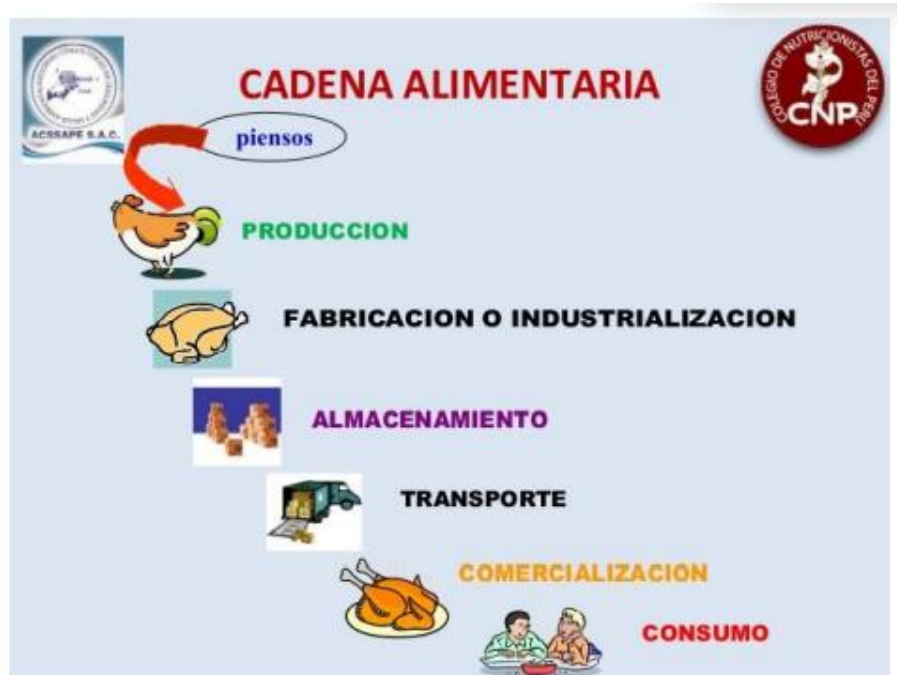 CADENA ALIMENTARIA
COLEGIO DE NUTRICIONISTAS DEL PERU
CNP
ACSSAPE S.A.C.
piensos
PRODUCCION
FABRICACION O INDUSTRIALIZACION
ALMACENAMIENTO
TRANSPORTE
COMERCIALIZACION
CONSUMO